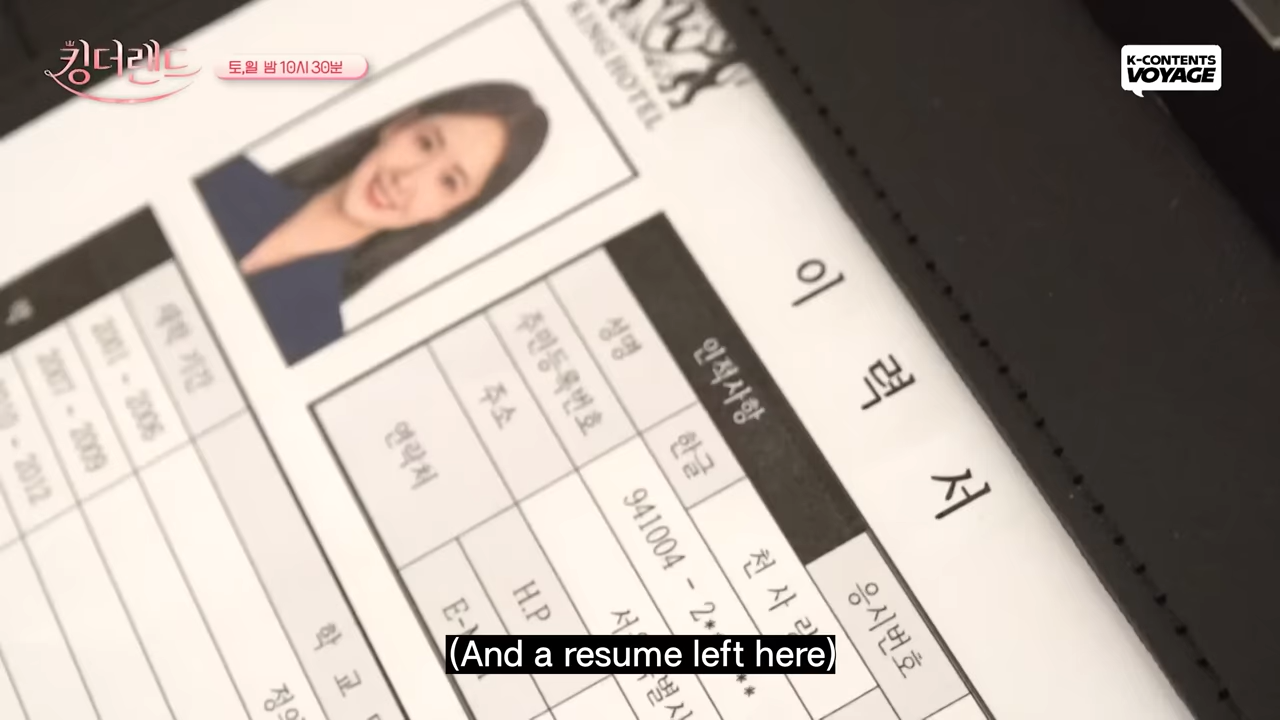 킹더랜드
토,일 밤 10시 30분
K-CONTENTS
VOYAGE
KING HOTEL
이력서
인적사항
응시번호
성명
한글
천사랑
주민등록번호
941004 - 2*
주소
연락처
H.P
재학 기간
2001 - 2006
2007 - 2009
2010 - 2012
학 교
(And a resume left here)